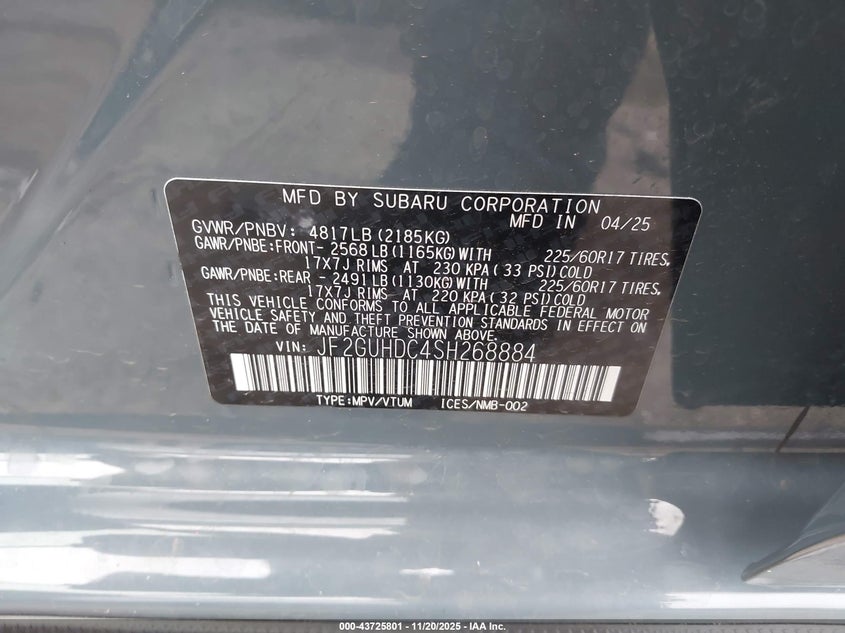 MFD BY SUBARU CORPORATION
MFD IN 04/25
GVWR/PNBV: 4817LB (2185KG)
GAWR/PNBE:FRONT- 2568LB (1165KG) WITH 225/60R17 TIRES,
17X7J RIMS AT 230 KPA (33 PSI) COLD
GAWR/PNBE:REAR - 2491LB (1130KG) WITH 225/60R17 TIRES,
17X7J RIMS AT 220 KPA (32 PSI) COLD
THIS VEHICLE CONFORMS TO ALL APPLICABLE FEDERAL MOTOR
VEHICLE SAFETY AND THEFT PREVENTION STANDARDS IN EFFECT ON
THE DATE OF MANUFACTURE SHOWN ABOVE.
VIN: JF2GUHDC4SH268884
TYPE:MPV/VTUM ICES/NMB-002
000-43725801 - 11/20/2025 - IAA Inc.